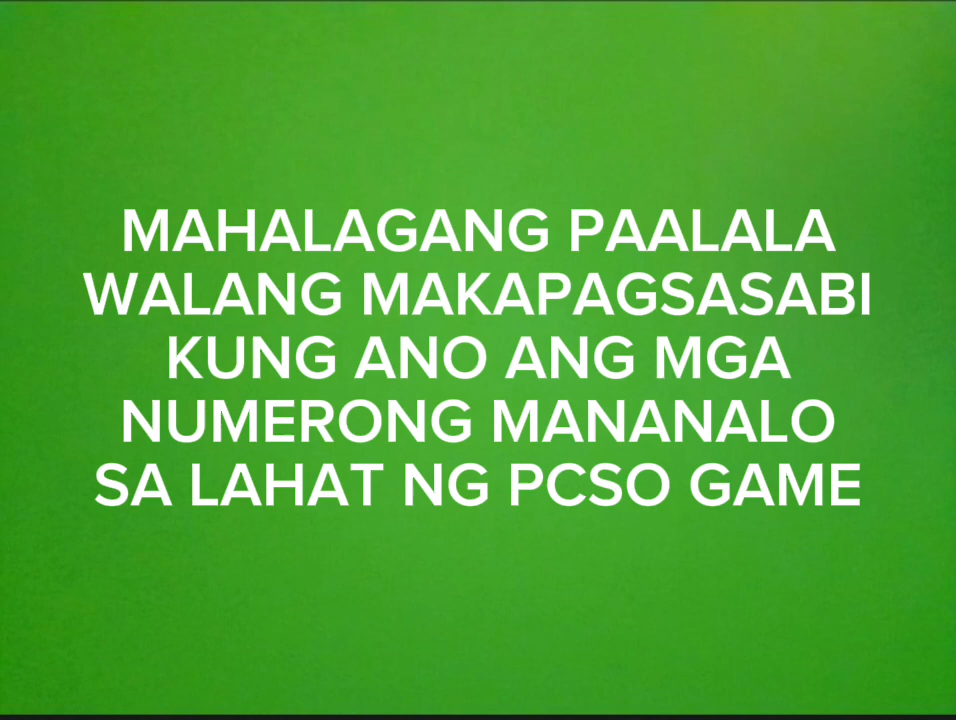 MAHALAGANG PAALALA
WALANG MAKAPAGSASABI
KUNG ANO ANG MGA
NUMERONG MANANALO
SA LAHAT NG PCSO GAME